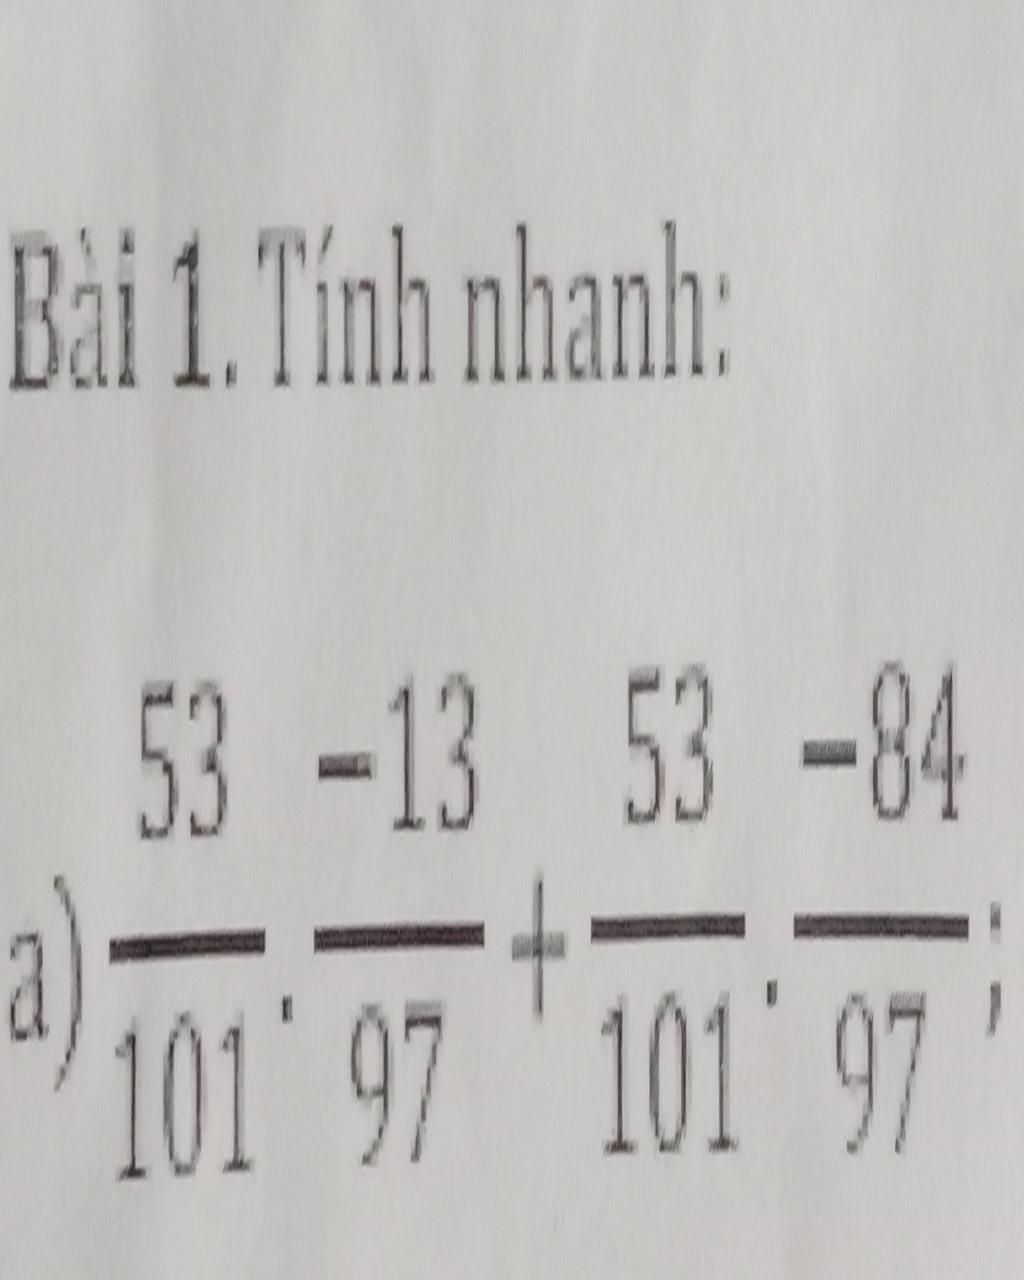 Bài 1. Tính nhanh:
a) 53/101 . -13/97 + 53/101 . -84/97 ;